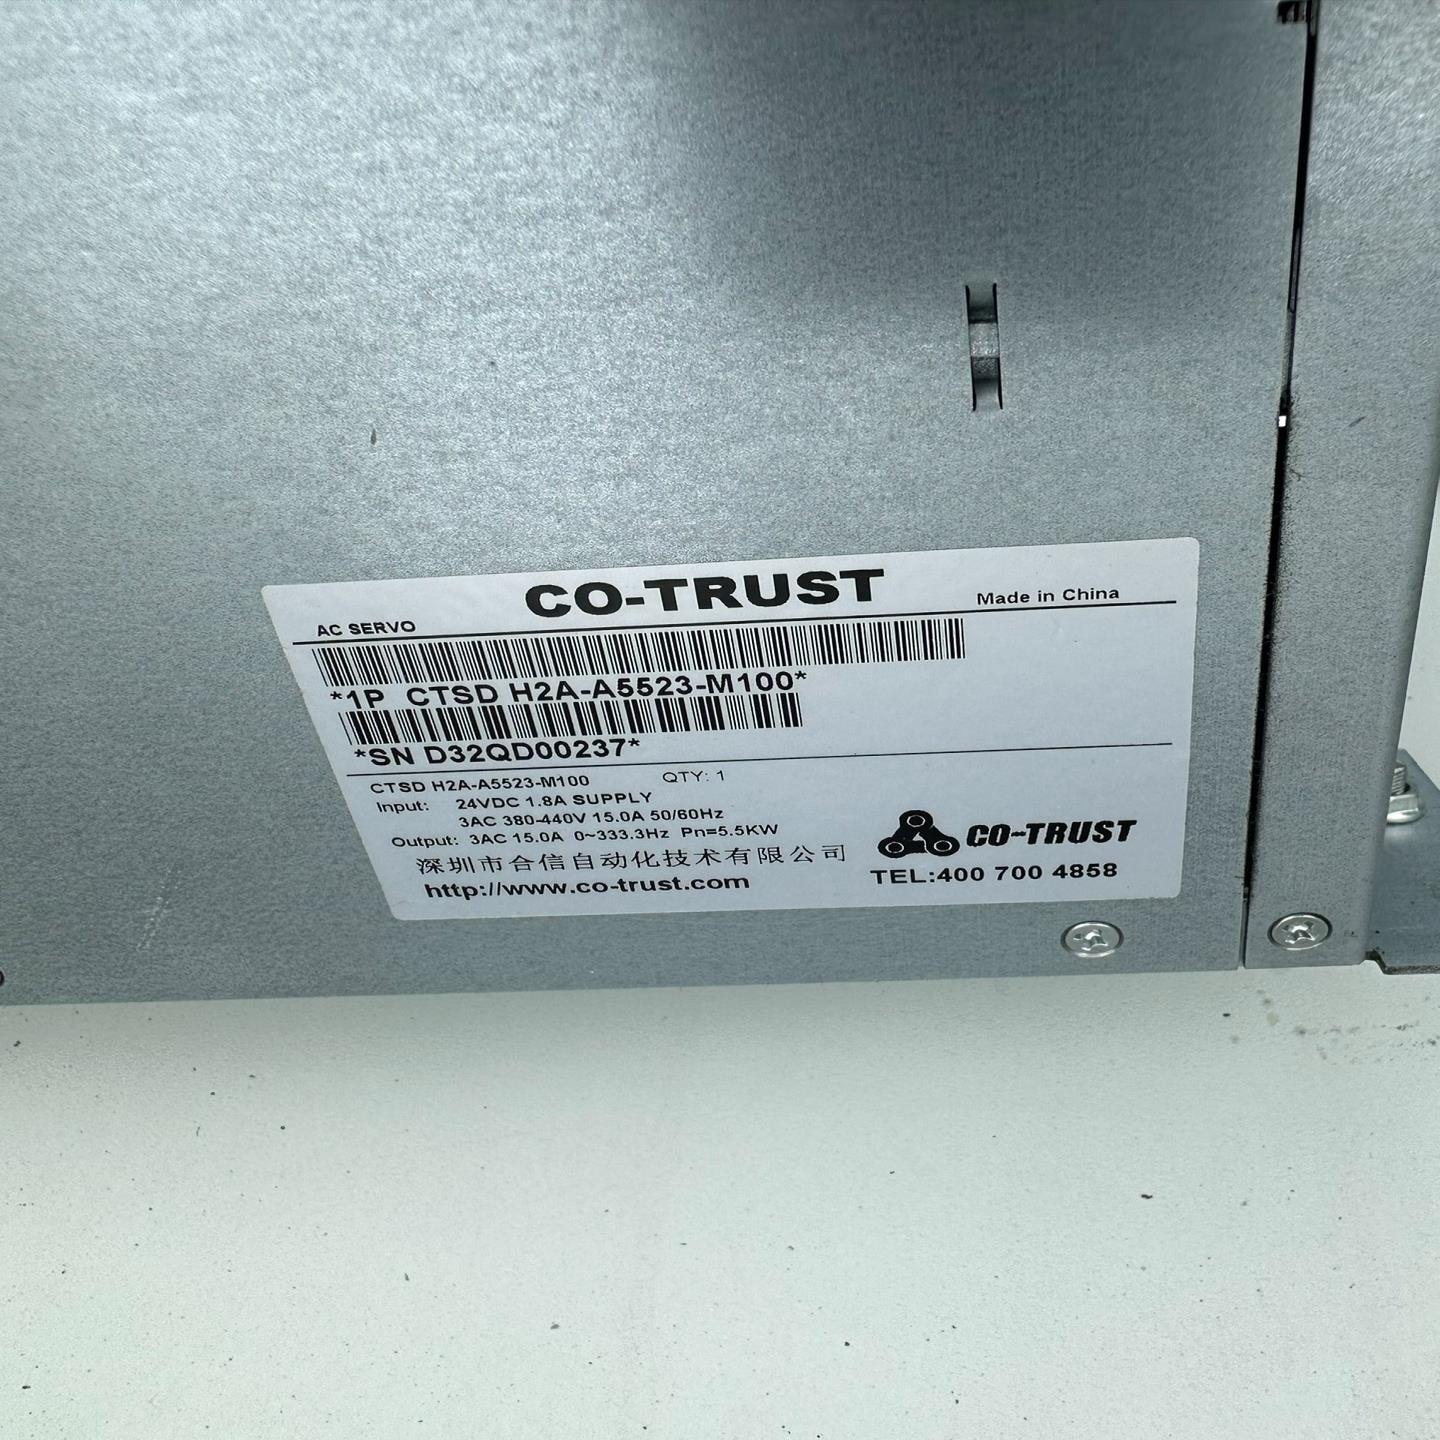 CO-TRUST
AC SERVO
Made in China
*1P CTSD H2A-A5523-M100*
*SN D32QD00237*
CTSD H2A-A5523-M100 QTY: 1
Input: 24VDC 1.8A SUPPLY
3AC 380-440V 15.0A 50/60Hz
Output: 3AC 15.0A 0~333.3Hz Pn=5.5KW
深圳市合信自动化技术有限公司
http://www.co-trust.com
CO-TRUST
TEL:400 700 4858